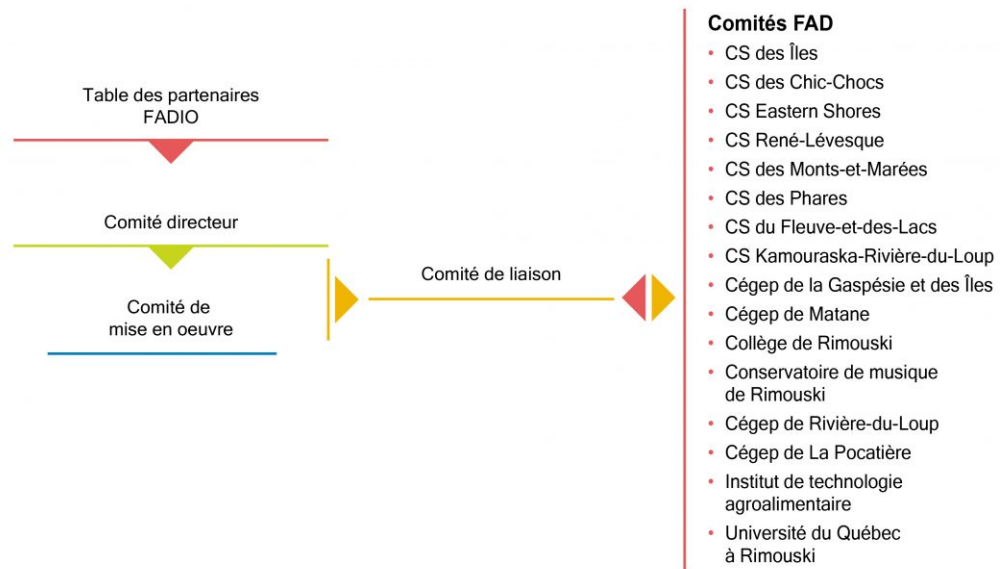 Table des partenaires
FADIO
Comité directeur
Comité de
mise en oeuvre
Comité de liaison
Comités FAD
• CS des Îles
• CS des Chic-Chocs
• CS Eastern Shores
• CS René-Lévesque
• CS des Monts-et-Marées
• CS des Phares
• CS du Fleuve-et-des-Lacs
• CS Kamouraska-Rivière-du-Loup
• Cégep de la Gaspésie et des Îles
• Cégep de Matane
• Collège de Rimouski
• Conservatoire de musique
de Rimouski
• Cégep de Rivière-du-Loup
• Cégep de La Pocatière
• Institut de technologie
agroalimentaire
• Université du Québec
à Rimouski